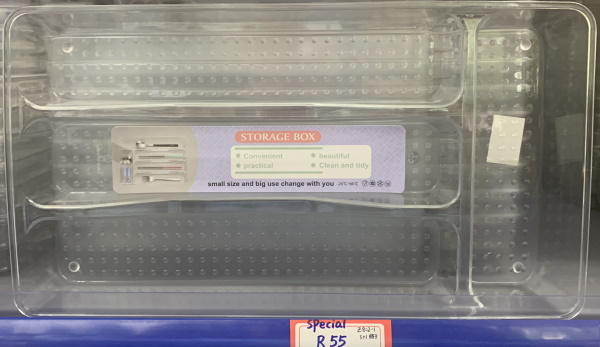 STORAGE BOX
Convenient
beautiful
practical
Clean and tidy
small size and big use change with you
Special
R 55